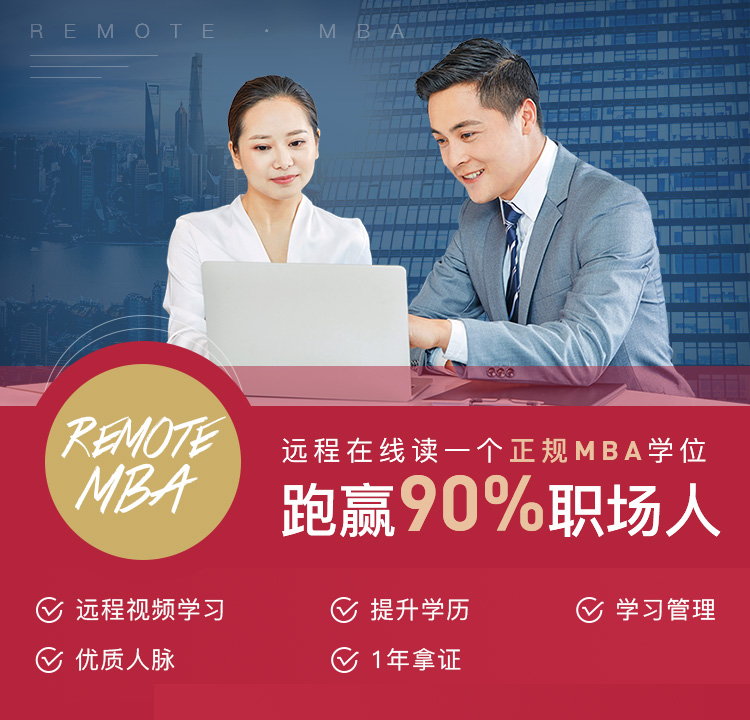 REMOTE · MBA
REMOTE
MBA
远程在线读一个正规MBA学位
跑赢90%职场人
远程视频学习
提升学历
学习管理
优质人脉
1年拿证